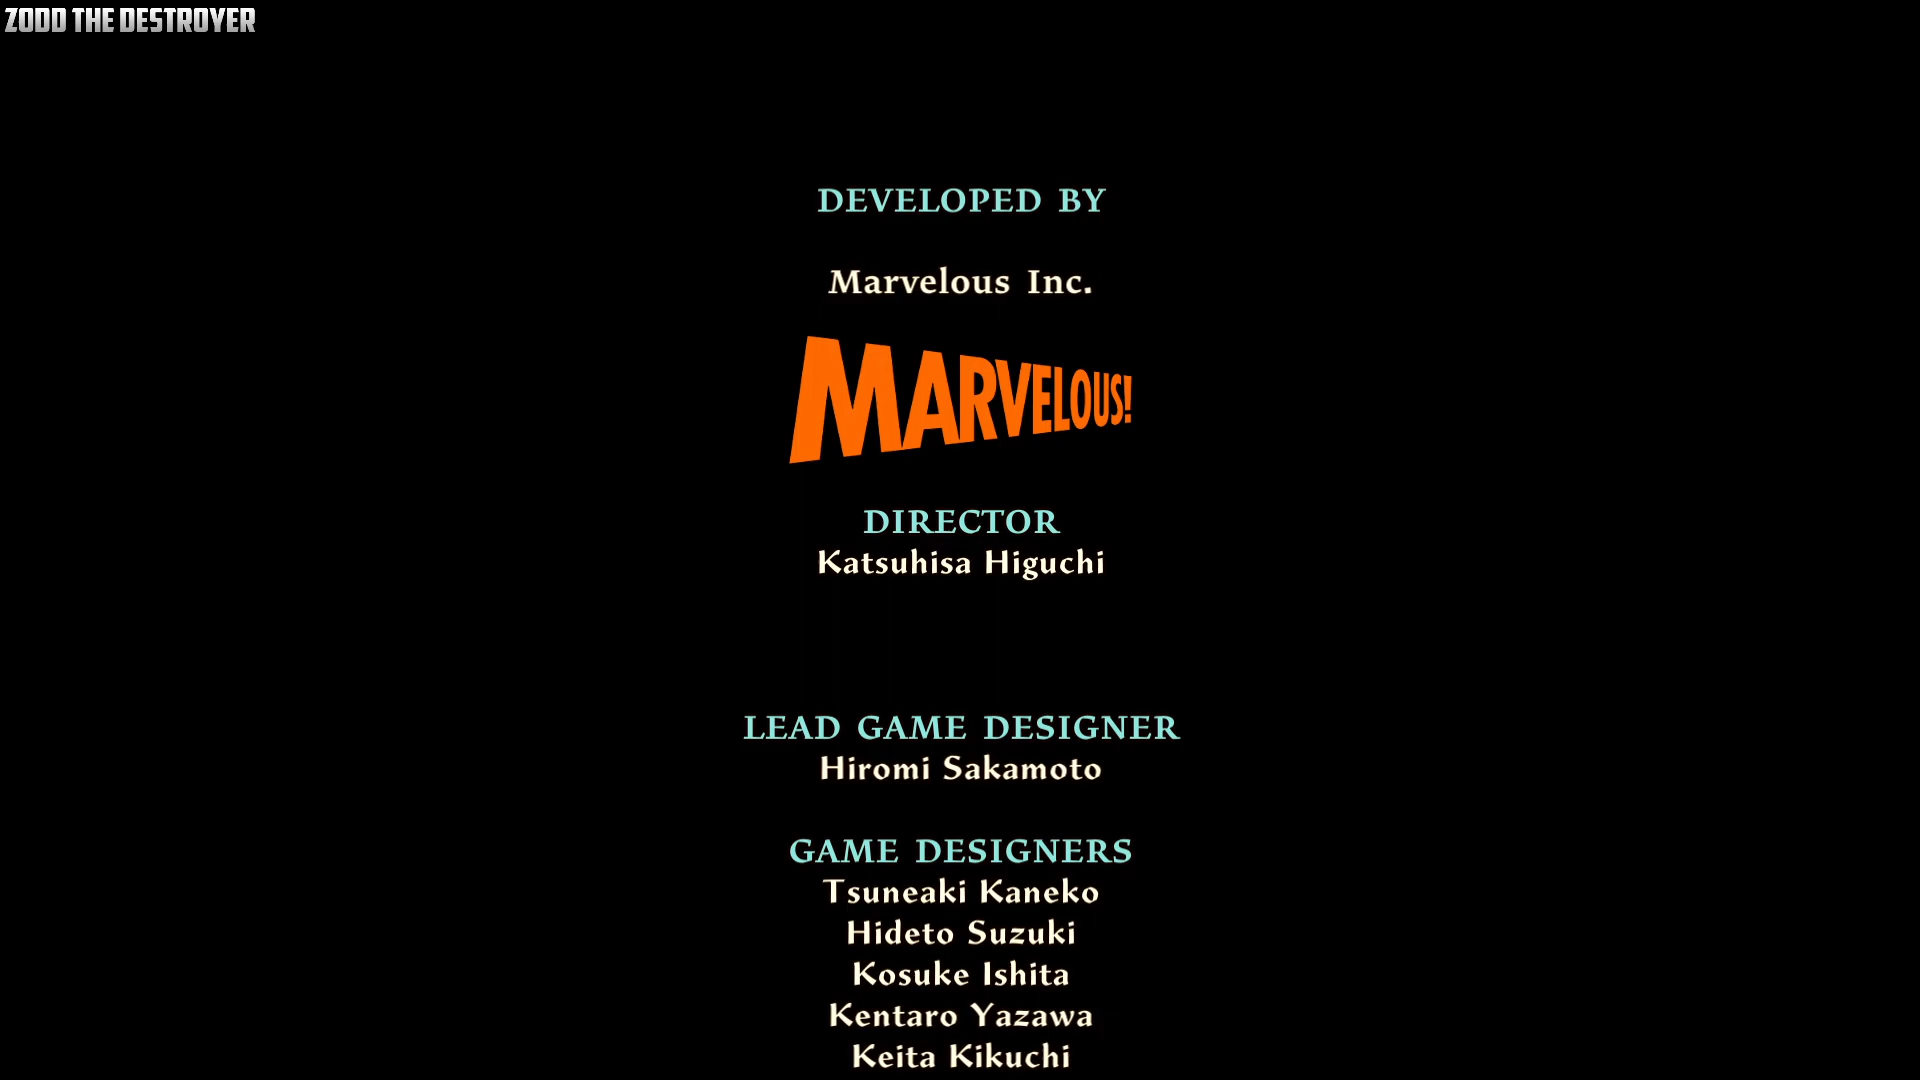 ZODD THE DESTROYER
DEVELOPED BY
Marvelous Inc.
MARVELOUS!
DIRECTOR
Katsuhisa Higuchi
LEAD GAME DESIGNER
Hiromi Sakamoto
GAME DESIGNERS
Tsuneaki Kaneko
Hideto Suzuki
Kosuke Ishita
Kentaro Yazawa
Keita Kikuchi